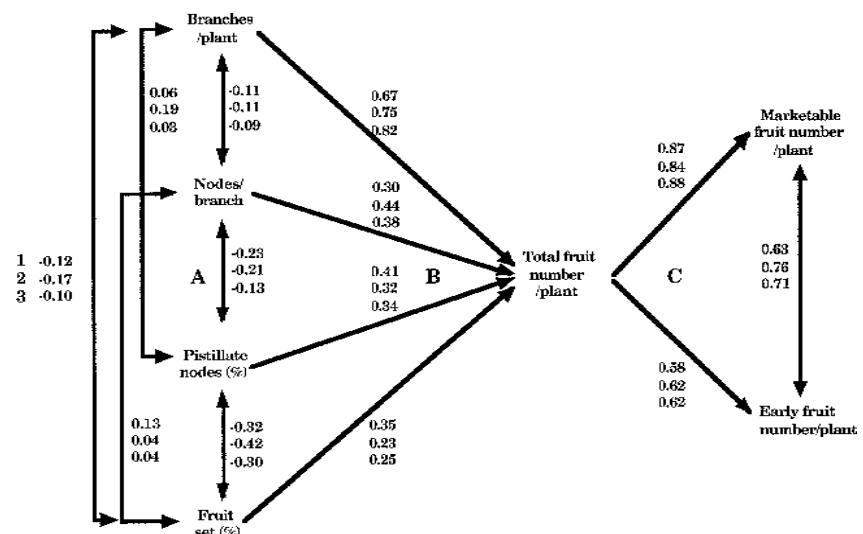 Branches
/plant
0.06
0.19
0.03
-0.11
-0.11
-0.09
0.67
0.75
0.82
Marketable
fruit number
/plant
0.87
0.84
0.88
Nodes/
branch
0.30
0.44
0.38
1 -0.12
2 -0.17
3 -0.10
A
-0.23
-0.21
-0.13
0.41
0.32
0.34
B
Total fruit
number
/plant
C
0.63
0.76
0.71
Pistillate
nodes (%)
0.58
0.62
0.62
Early fruit
number/plant
0.13
0.04
0.04
-0.32
-0.42
-0.30
0.35
0.23
0.25
Fruit
set (%)